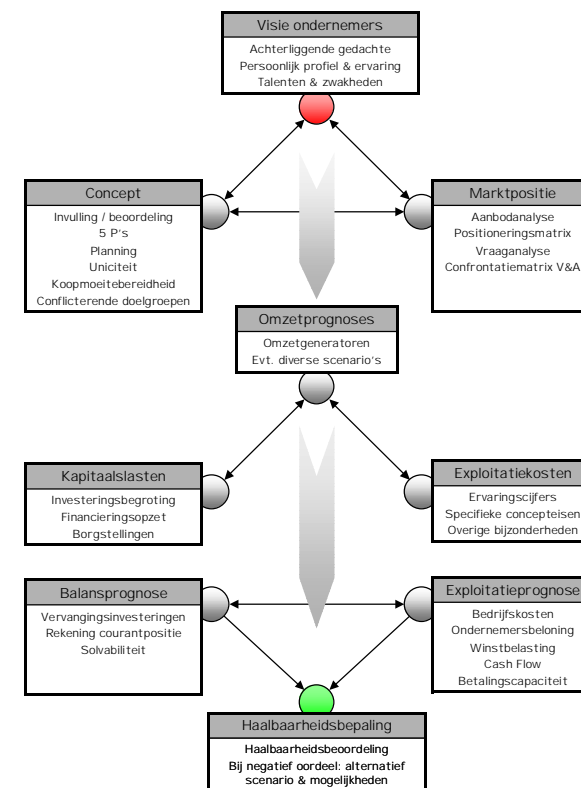 Visie ondernemers
Achterliggende gedachte
Persoonlijk profiel & ervaring
Talenten & zwakheden
Concept
Invulling / beoordeling
5 P's
Planning
Uniciteit
Koopmoeitebereidheid
Conflicterende doelgroepen
Marktpositie
Aanbodanalyse
Positioneringsmatrix
Vraaganalyse
Confrontatiematrix V&A
Omzetprognoses
Omzetgeneratoren
Evt. diverse scenario's
Kapitaalslasten
Investeringsbegroting
Financieringsopzet
Borgstellingen
Exploitatiekosten
Ervaringscijfers
Specifieke concepteisen
Overige bijzonderheden
Balansprognose
Vervangingsinvesteringen
Rekening courantpositie
Solvabiliteit
Exploitatieprognose
Bedrijfskosten
Ondernemersbeloning
Winstbelasting
Cash Flow
Betalingscapaciteit
Haalbaarheidsbepaling
Haalbaarheidsbeoordeling
Bij negatief oordeel: alternatief
scenario & mogelijkheden